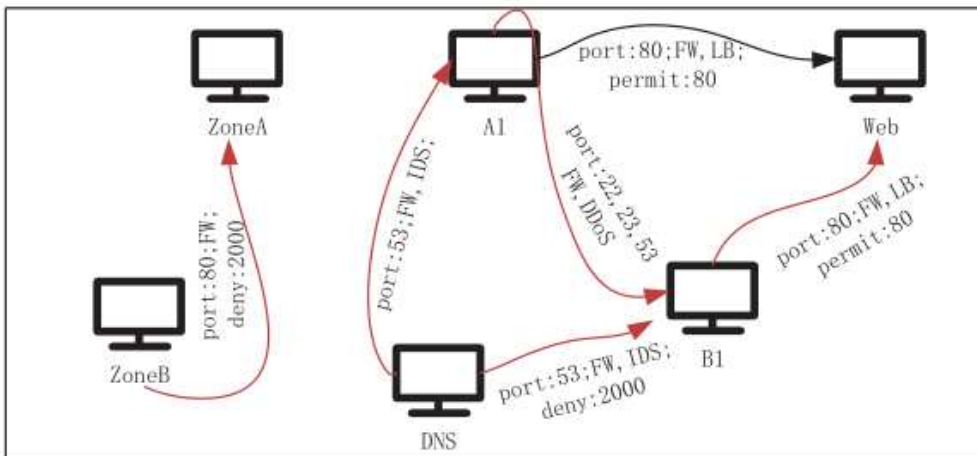 ZoneA
port:80;FW;
deny:2000
ZoneB
A1
port:80;FW,LB;
permit:80
Web
port:53;FW,IDS;
port:22,23,53
FW,DDoS
port:80;FW,LB;
permit:80
B1
port:53;FW,IDS;
deny:2000
DNS